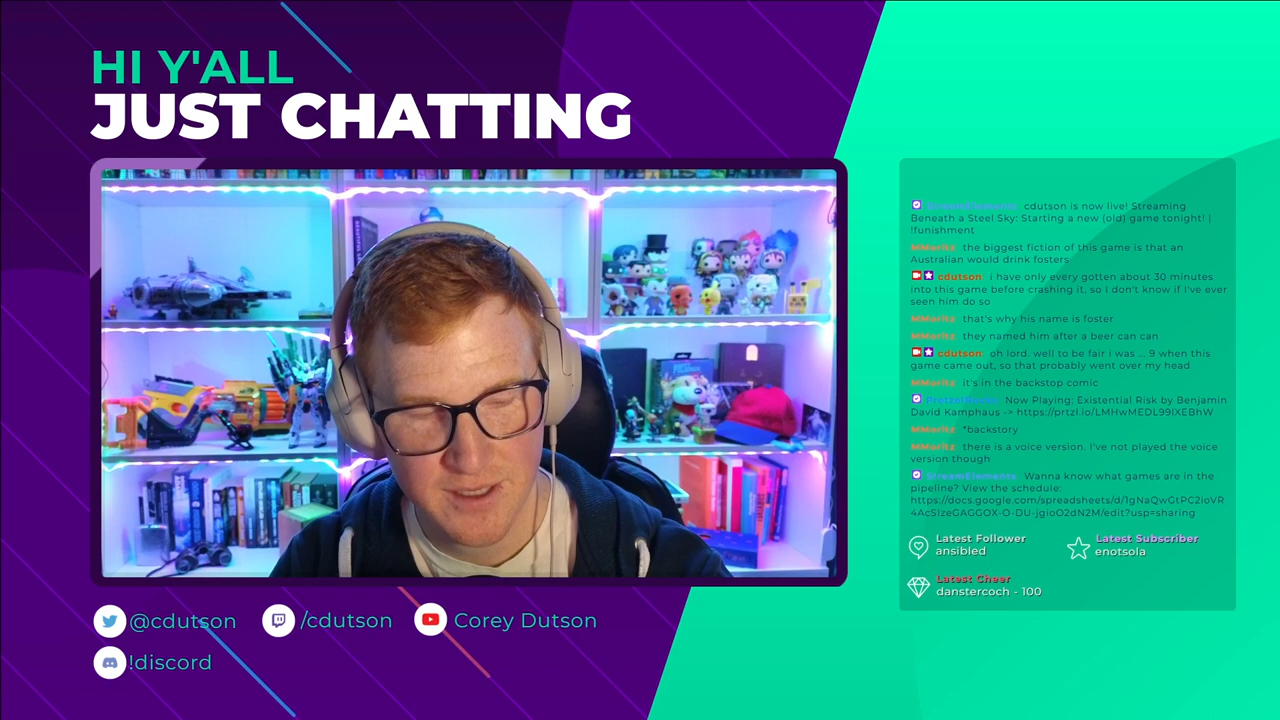 HI Y'ALL
JUST CHATTING
StreamElements cdutson is now live! Streaming
Beneath a Steel Sky: Starting a new (old) game tonight! |
!funishment
MMoritz the biggest fiction of this game is that an
Australian would drink fosters
cdutson i have only every gotten about 30 minutes
into this game before crashing it, so i don't know if I've ever
seen him do so
MMoritz that's why his name is foster
MMoritz they named him after a beer can can
cdutson oh lord. well to be fair i was ... 9 when this
game came out, so that probably went over my head
MMoritz it's in the backstop comic
PretzelRocks Now Playing: Existential Risk by Benjamin
David Kamphaus -> https://prtzl.io/LMHwMEDL99IXEBhW
MMoritz *backstory
MMoritz there is a voice version. I've not played the voice
version though
StreamElements Wanna know what games are in the
pipeline? View the schedule:
https://docs.google.com/spreadsheets/d/1gNaQwGtPC2ioVR
4AcSIzeGAGGOX-O-DU-jgioO2dN2M/edit?usp=sharing
Latest Follower
ansibled
Latest Subscriber
enotsola
Latest Cheer
danstercoch - 100
@cdutson
/cdutson
Corey Dutson
!discord